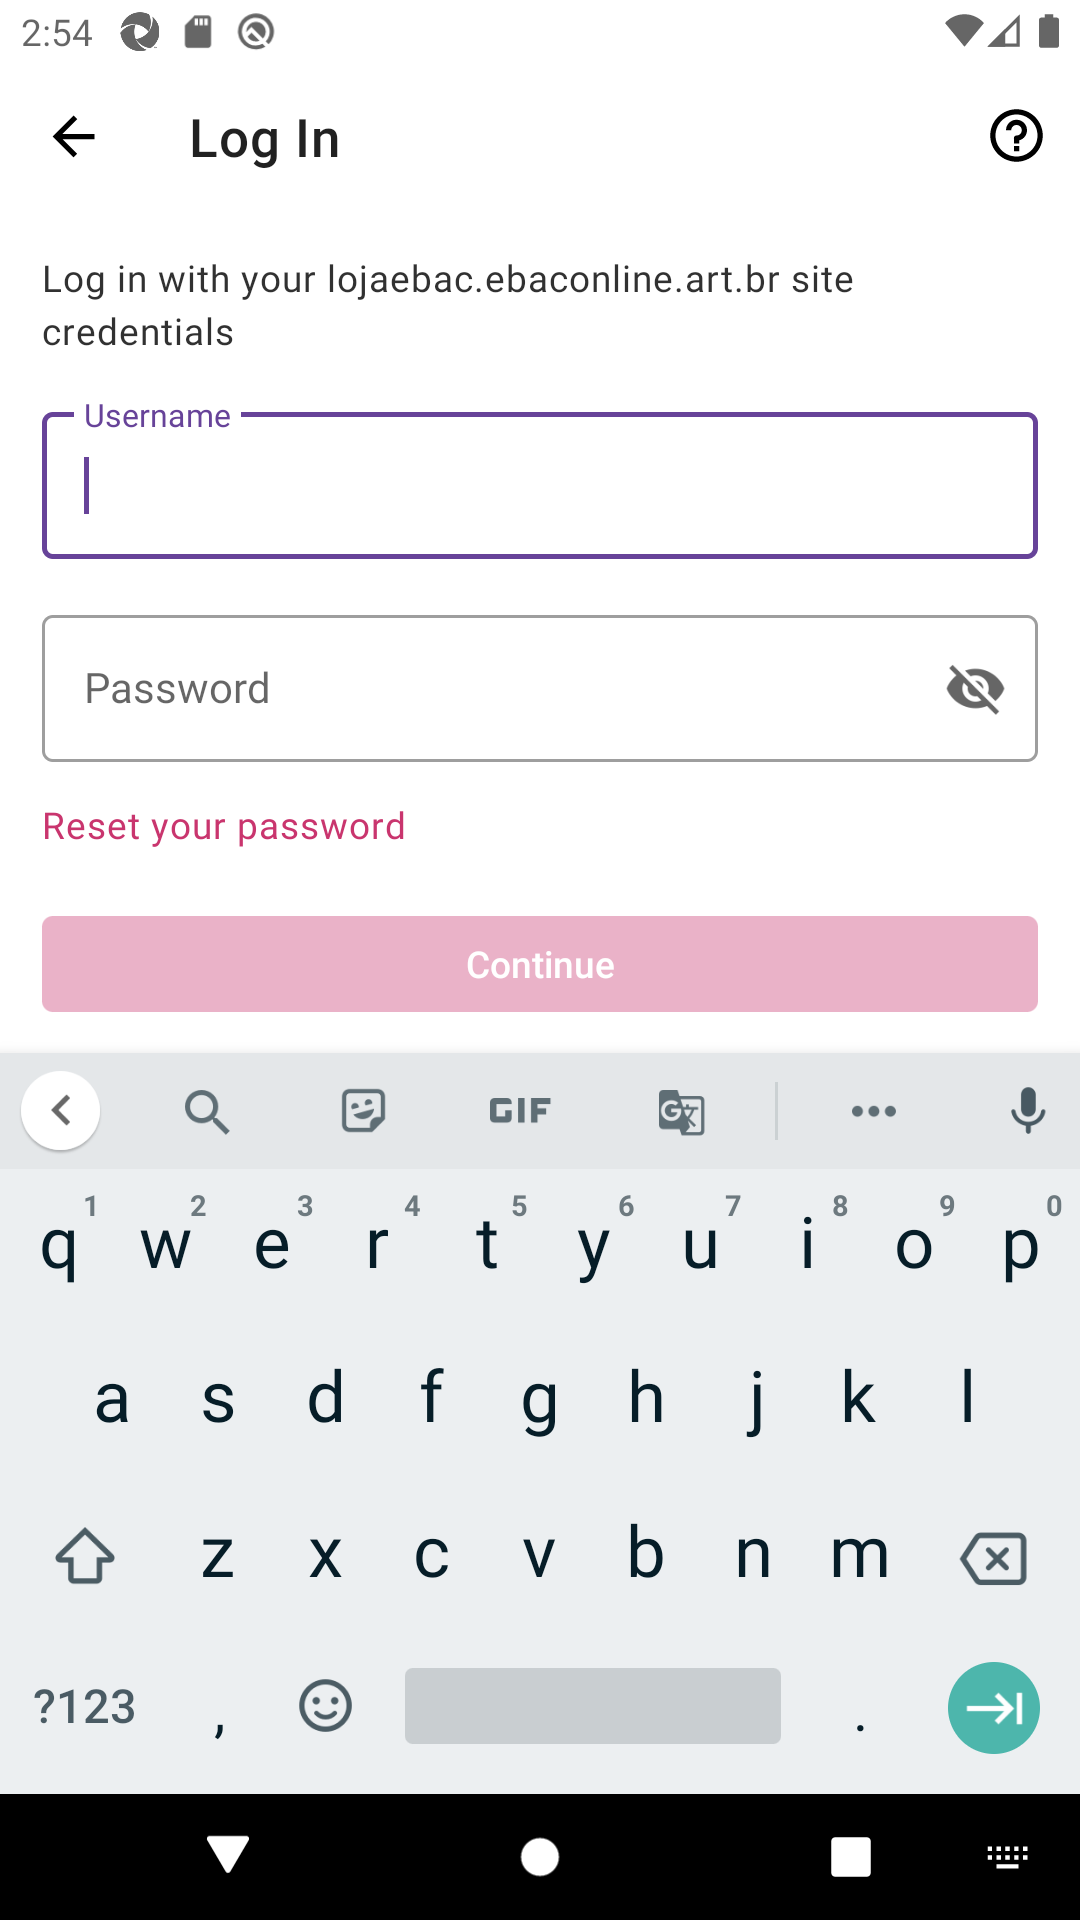 2:54
Log In
Log in with your lojaebac.ebaconline.art.br site
credentials
Username
Password
Reset your password
Continue
GIF
G
1 2 3 4 5 6 7 8 9 0
q w e r t y u i o p
a s d f g h j k l
z x c v b n m
?123 , .